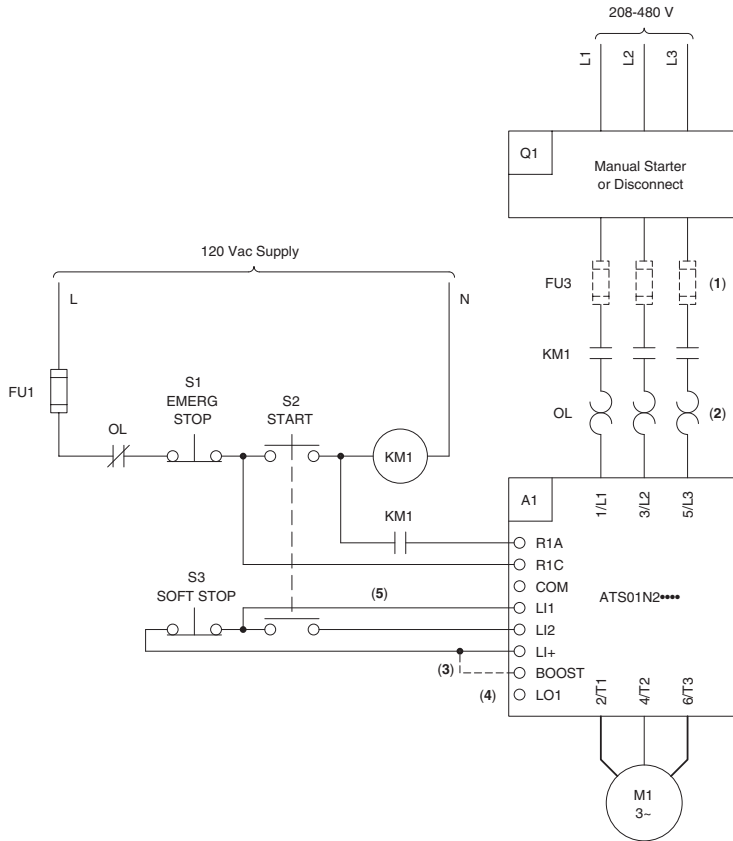 208-480 V
L1
L2
L3
Q1
Manual Starter
or Disconnect
120 Vac Supply
L
N
FU3
(1)
FU1
S1
EMERG
STOP
S2
START
KM1
OL
KM1
OL
(2)
A1
1/L1
3/L2
5/L3
KM1
R1A
R1C
COM
S3
SOFT STOP
(5)
LI1
ATS01N2••••
LI2
LI+
(3)
BOOST
(4)
LO1
2/T1
4/T2
6/T3
M1
3~